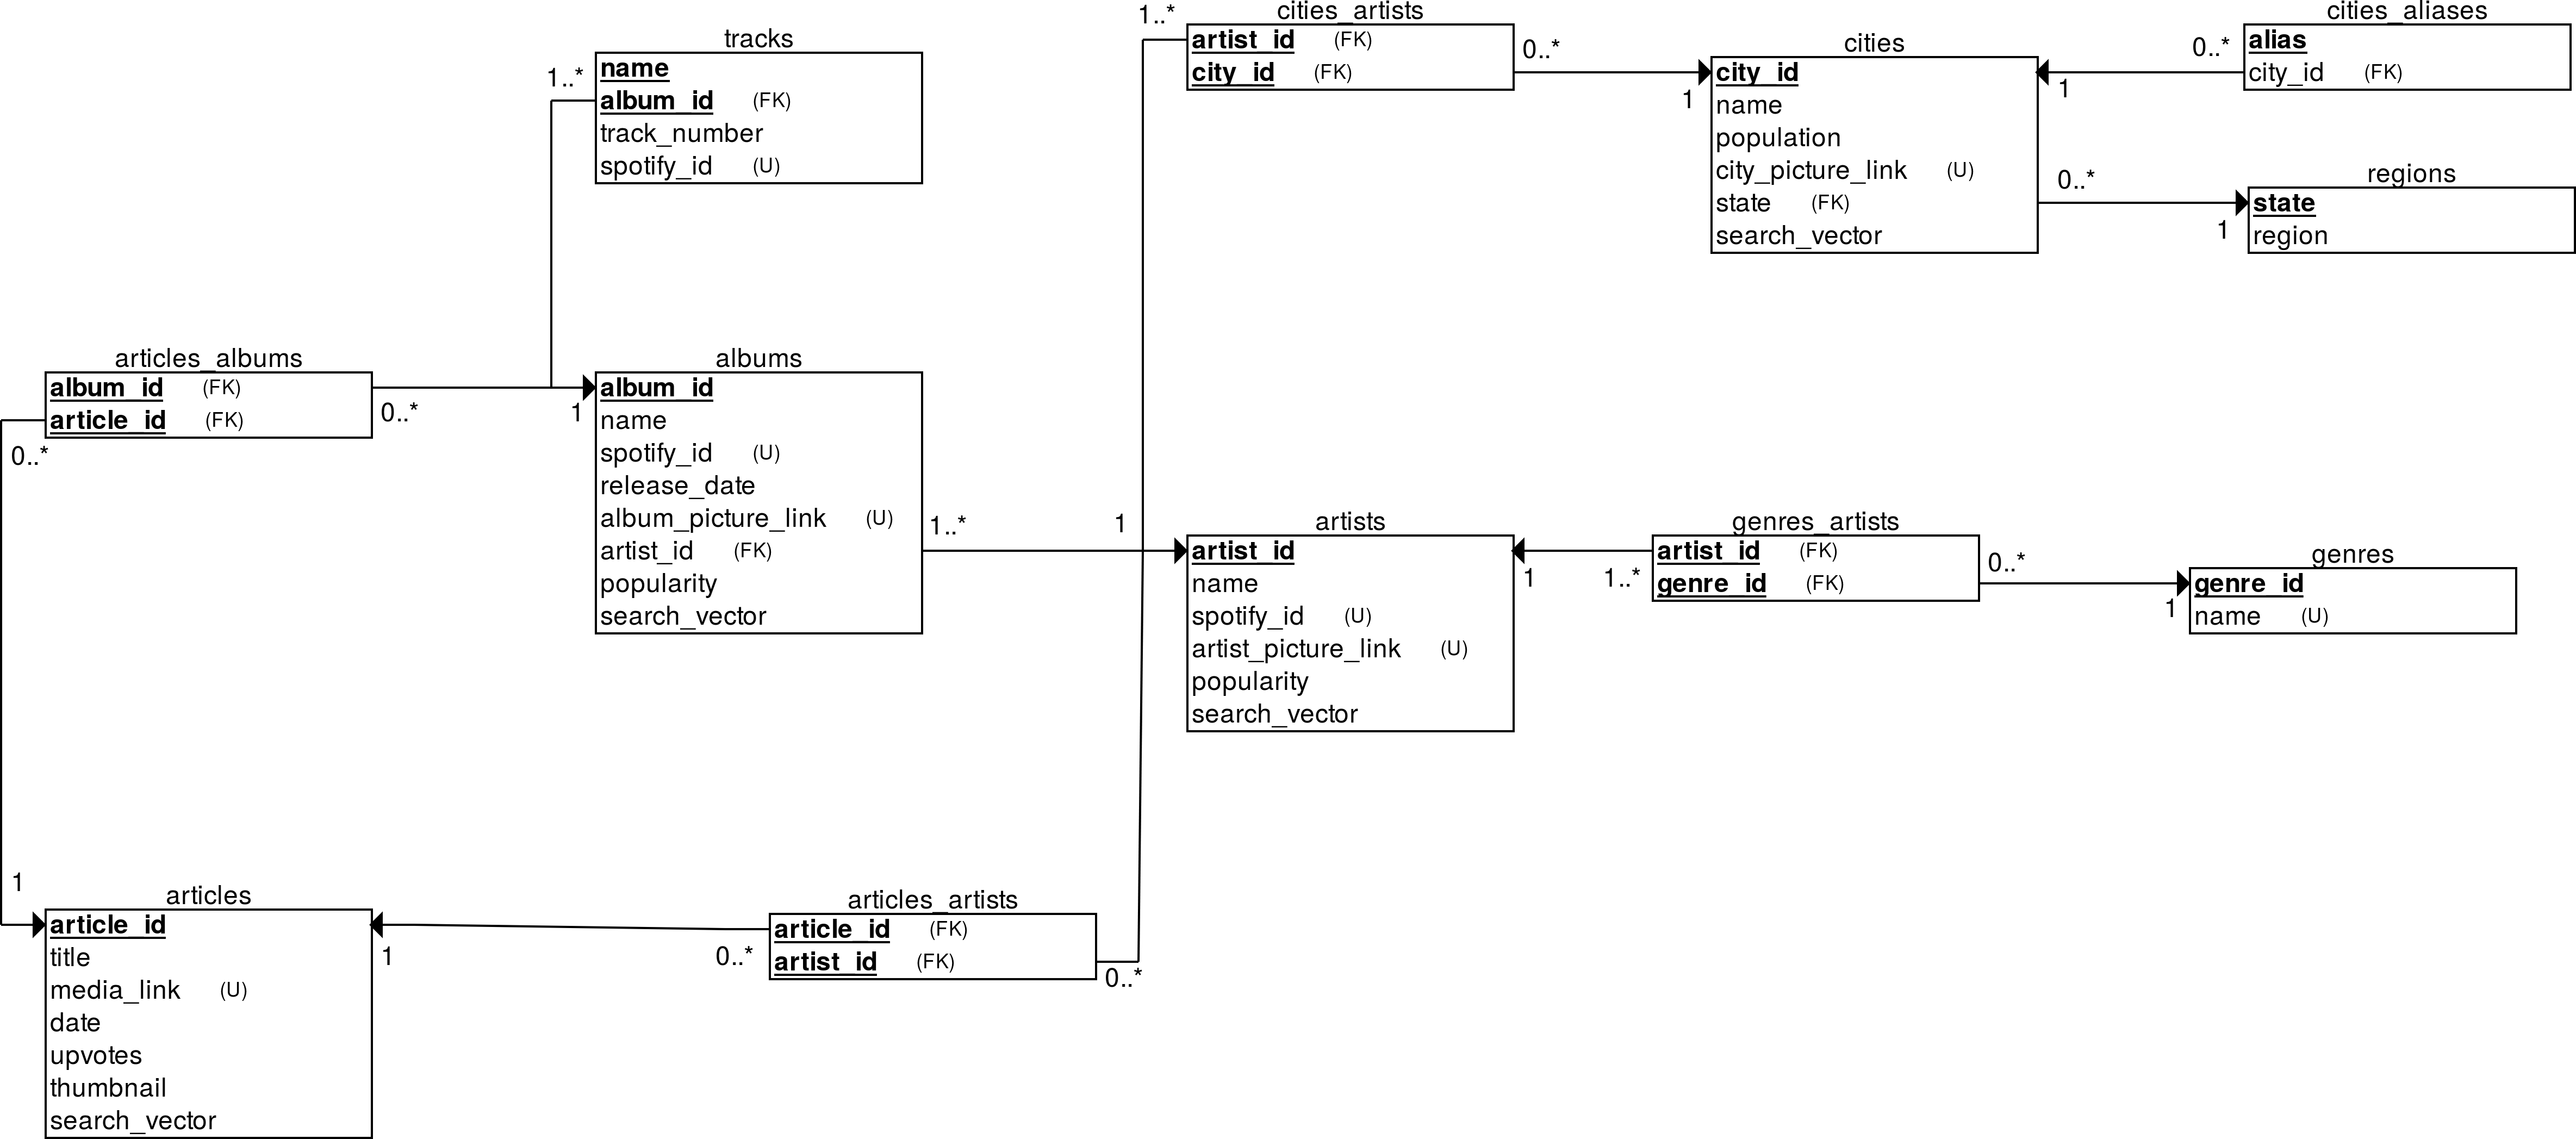 tracks
1..*
name
album_id (FK)
track_number
spotify_id (U)
cities_artists
1..*
artist_id (FK)
city_id (FK)
0..*
1
cities
city_id
name
population
city_picture_link (U)
state (FK)
search_vector
cities_aliases
0..*
alias
city_id (FK)
1
0..*
1
regions
state
region
articles_albums
album_id (FK)
article_id (FK)
0..*
0..*
1
albums
album_id
name
spotify_id (U)
release_date
album_picture_link (U)
artist_id (FK)
popularity
search_vector
1..*
1
artists
artist_id
name
spotify_id (U)
artist_picture_link (U)
popularity
search_vector
1
1..*
genres_artists
artist_id (FK)
genre_id (FK)
0..*
1
genres
genre_id
name (U)
1
articles
article_id
title
media_link (U)
date
upvotes
thumbnail
search_vector
1
0..*
articles_artists
article_id (FK)
artist_id (FK)
0..*